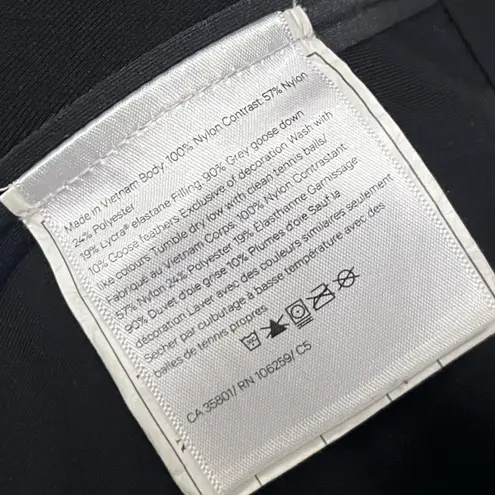 Made in Vietnam Body: 100% Nylon Contrast: 57% Nylon
24% Polyester
19% Lycra® elastane Filling: 90% Grey goose down
10% Goose feathers Exclusive of decoration Wash with
like colours Tumble dry low with clean tennis balls/
Fabriqué au Vietnam Corps: 100% Nylon Contrastant:
57% Nylon 24% Polyester 19% Élasthanne Garnissage:
90% Duvet d'oie grise 10% Plumes d'oie Sauf la
décoration Laver avec des couleurs similaires seulement
Sécher par culbutage à basse température avec des
balles de tennis propres
CA 35801/ RN 106259/ C5